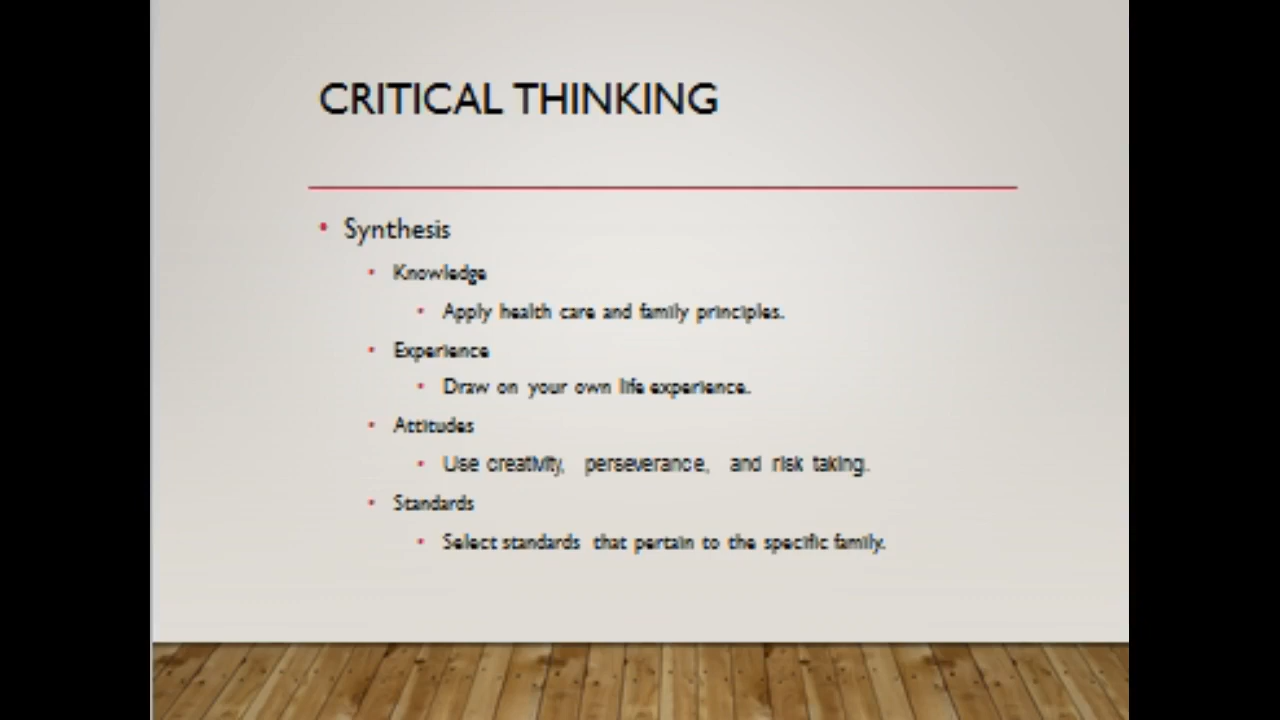 CRITICAL THINKING
• Synthesis
• Knowledge
• Apply health care and family principles.
• Experience
• Draw on your own life experience.
• Attitudes
• Use creativity, perseverance, and risk taking.
• Standards
• Select standards that pertain to the specific family.